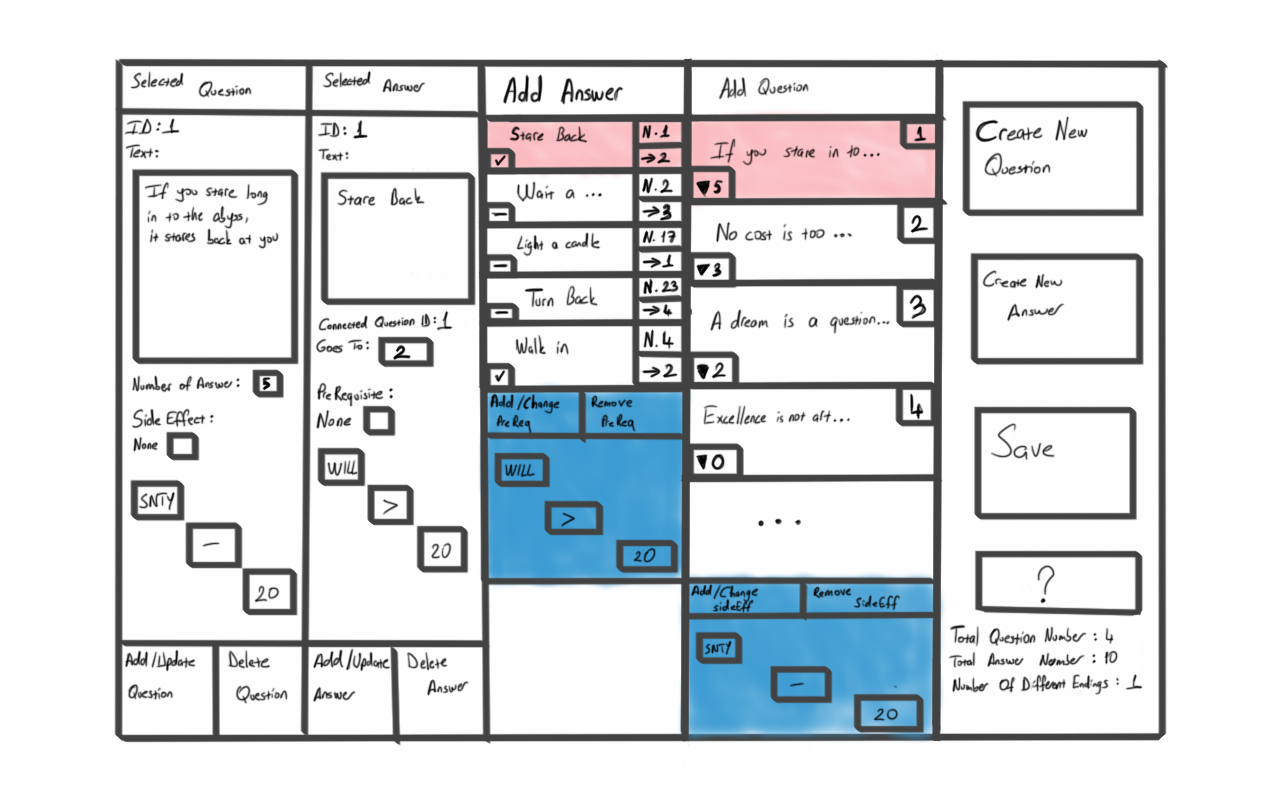 Selected Question
ID: 1
Text:
If you stare long
in to the abyss,
it stares back at you
Number of Answer: 5
Side Effect:
None
SNTY
—
20
Add/Update
Question
Delete
Question
Selected Answer
ID: 1
Text:
Stare Back
Connected Question ID: 1
Goes To: 2
PreRequisite:
None
WILL
>
20
Add/Update
Answer
Delete
Answer
Add Answer
Stare Back N.1
✓ →2
Wait a ... N.2
— →3
Light a candle N.17
— →1
Turn Back N.23
— →4
Walk in N.4
✓ →2
Add/Change
PreReq
Remove
PreReq
WILL
>
20
Add Question
1
If you stare in to...
▼5
2
No cost is too ...
▼3
3
A dream is a question...
▼2
4
Excellence is not art...
▼0
...
Add/Change
sideEff
Remove
SideEff
SNTY
—
20
Create New
Question
Create New
Answer
Save
?
Total Question Number : 4
Total Answer Number : 10
Number Of Different Endings : 1